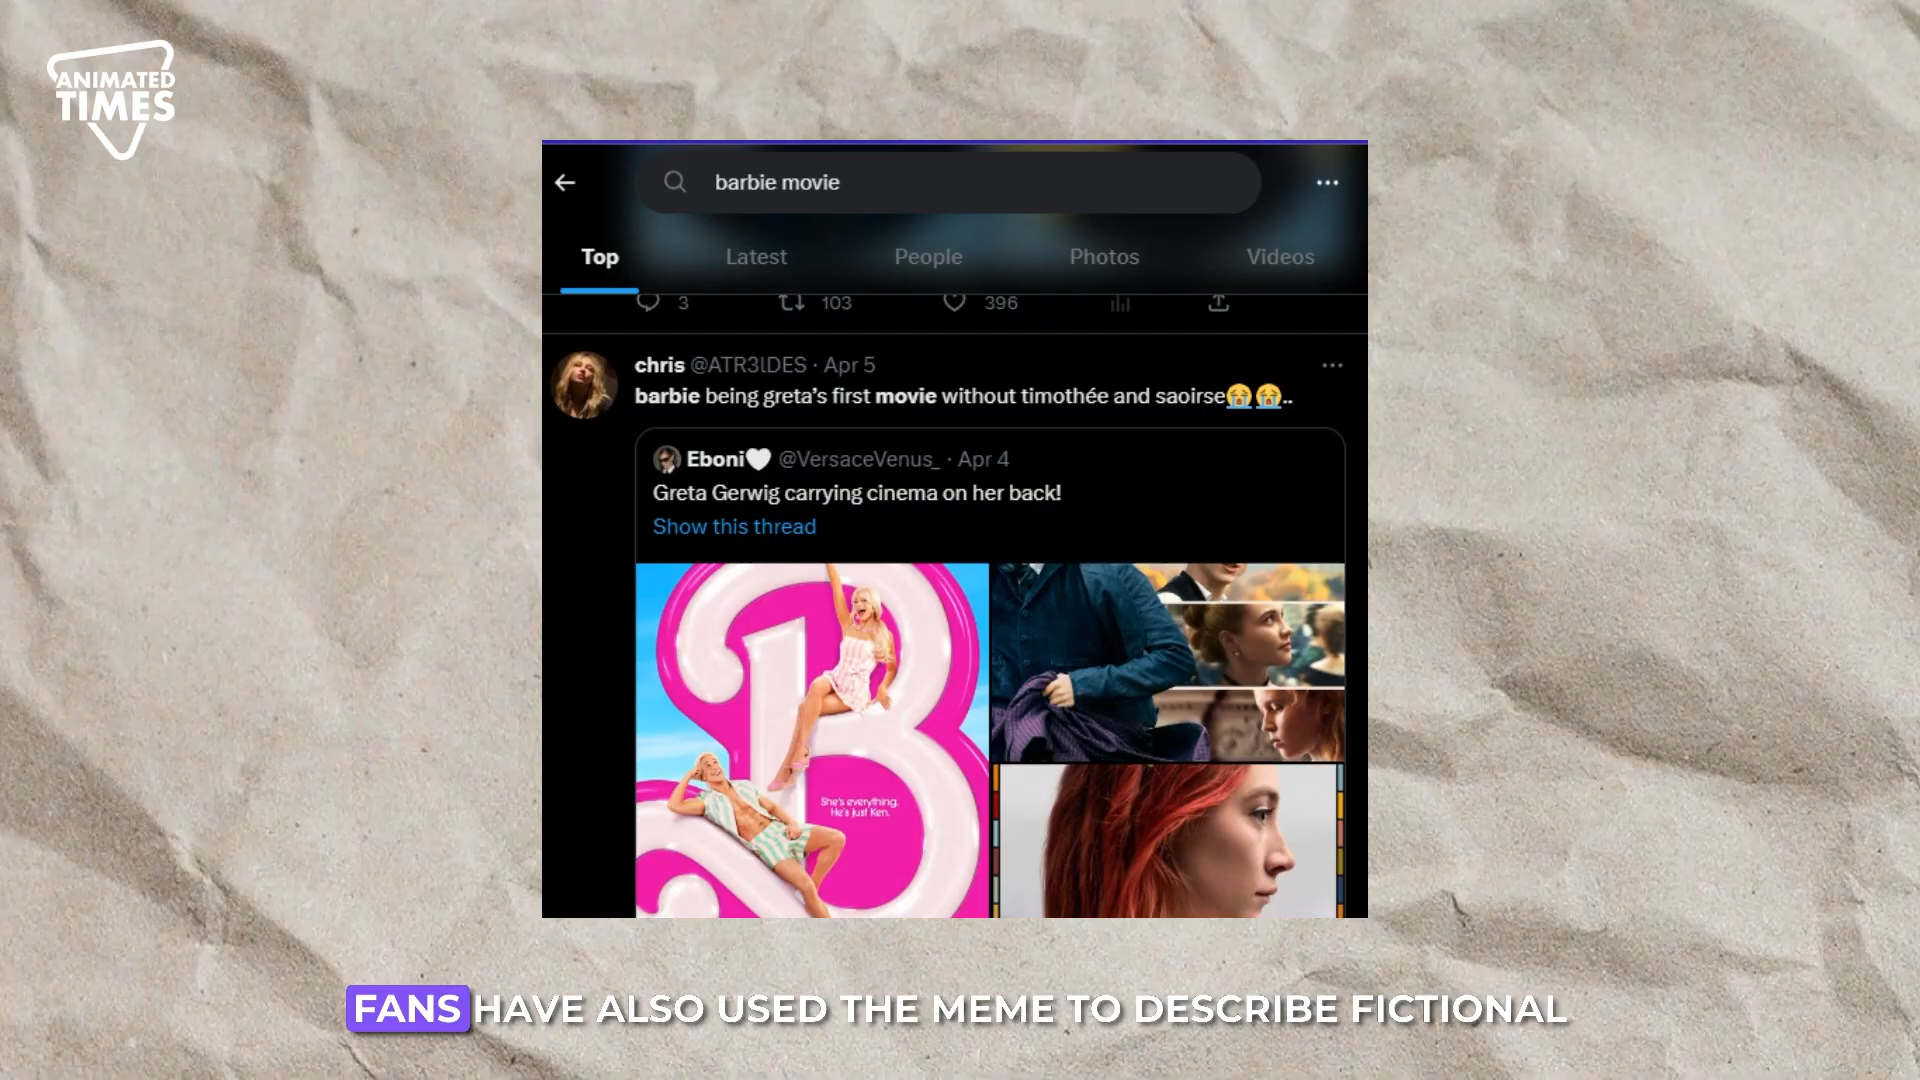 ANIMATED
TIMES
barbie movie
Top Latest People Photos Videos
3 103 396
chris @ATR3lDES · Apr 5
barbie being greta's first movie without timothée and saoirse😭😭..
Eboni🤍 @VersaceVenus_ · Apr 4
Greta Gerwig carrying cinema on her back!
Show this thread
She's everything.
He's just Ken.
FANS HAVE ALSO USED THE MEME TO DESCRIBE FICTIONAL